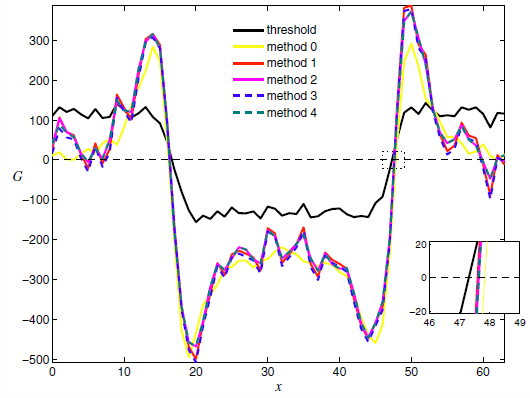 300
200
100
0
−100
−200
−300
−400
−500
G
threshold
method 0
method 1
method 2
method 3
method 4
20
0
−20
46 47 48 49
0 10 20 30 40 50 60
x